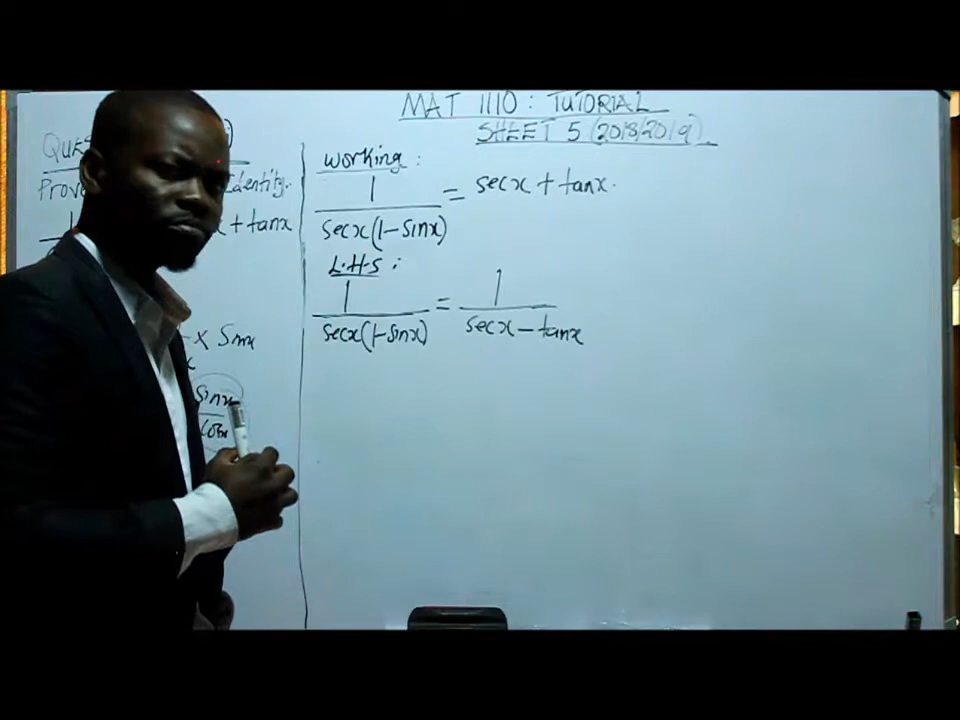 MAT 1110 : TUTORIAL
SHEET 5 (2018/2019)
Prove identity.
+ tanx
x Sinx
Sinx
Cosx
working :
1 / secx(1-sinx) = secx + tanx.
L.H.S :
1 / secx(1-sinx) = 1 / secx - tanx